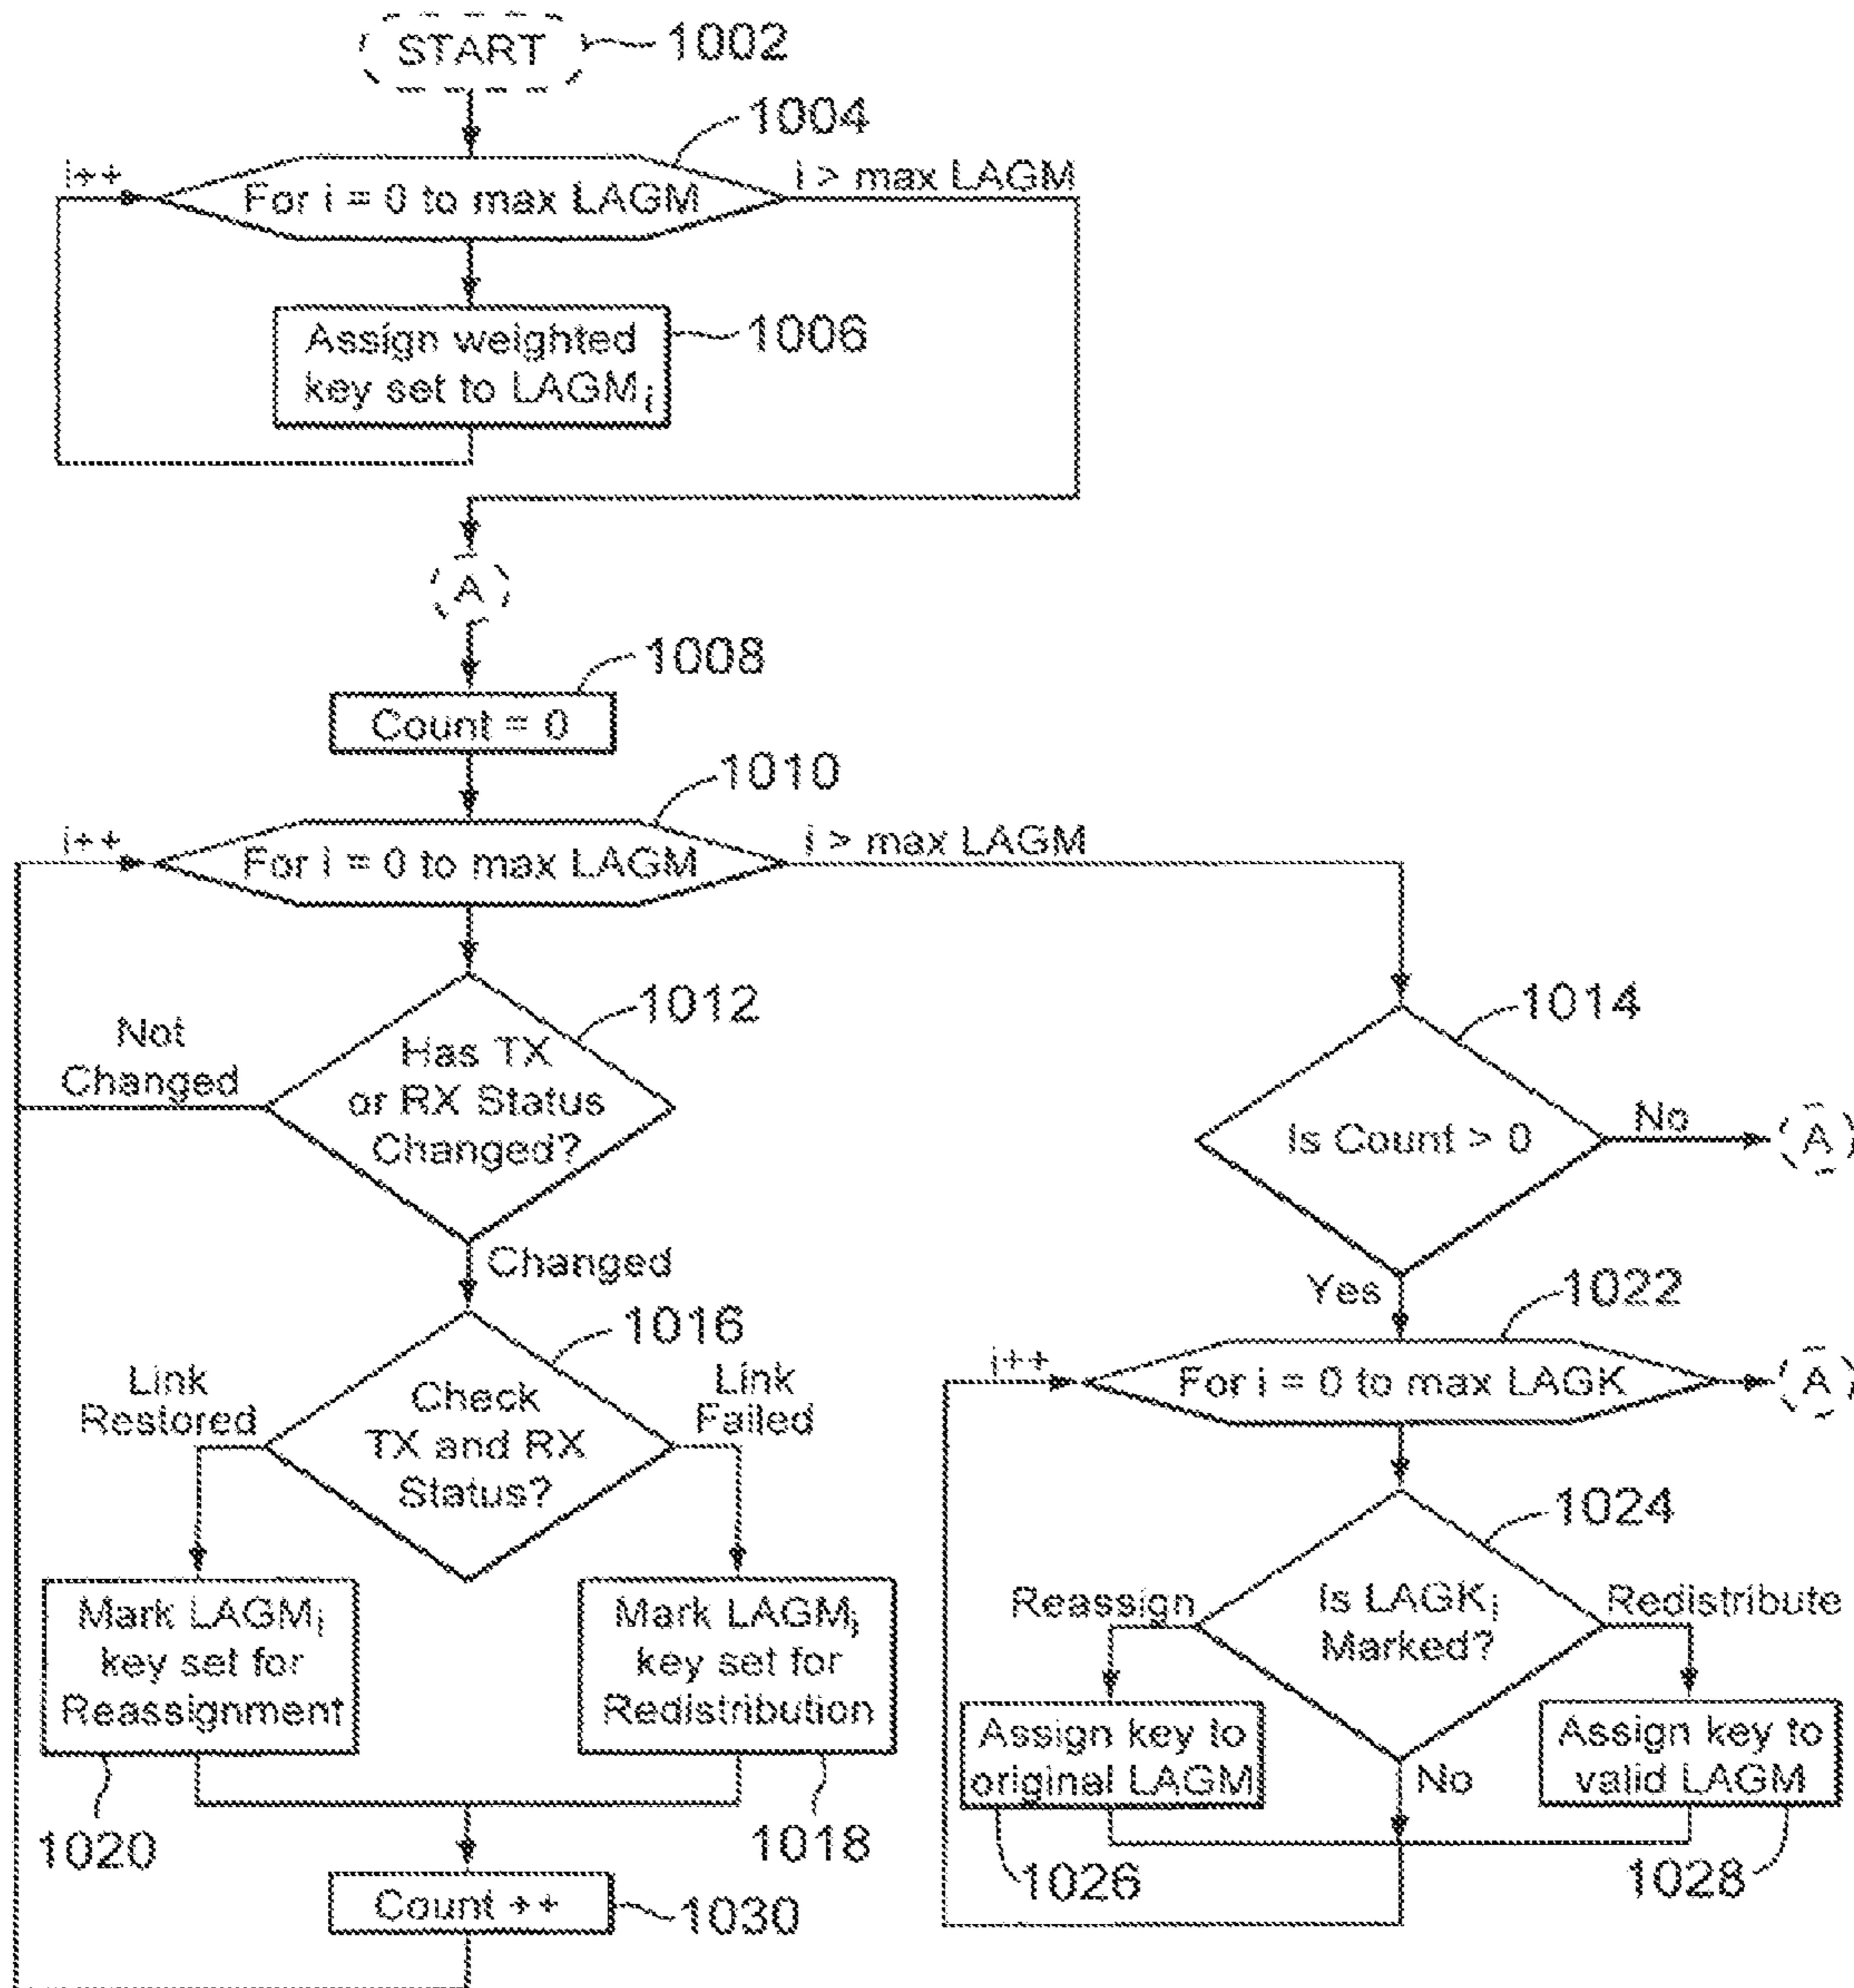 START
1002
1004
i++
For i = 0 to max LAGM
i > max LAGM
Assign weighted
key set to LAGMi
1006
A
1008
Count = 0
1010
i++
For i = 0 to max LAGM
i > max LAGM
1012
Not
Changed
Has TX
or RX Status
Changed?
Changed
1014
Is Count > 0
No
A
Yes
1016
Link
Restored
Check
TX and RX
Status?
Link
Failed
1022
i++
For i = 0 to max LAGK
A
1024
Reassign
Is LAGKi
Marked?
Redistribute
No
Mark LAGMi
key set for
Reassignment
1020
Mark LAGMi
key set for
Redistribution
1018
Assign key to
original LAGM
1026
Assign key to
valid LAGM
1028
Count ++
1030